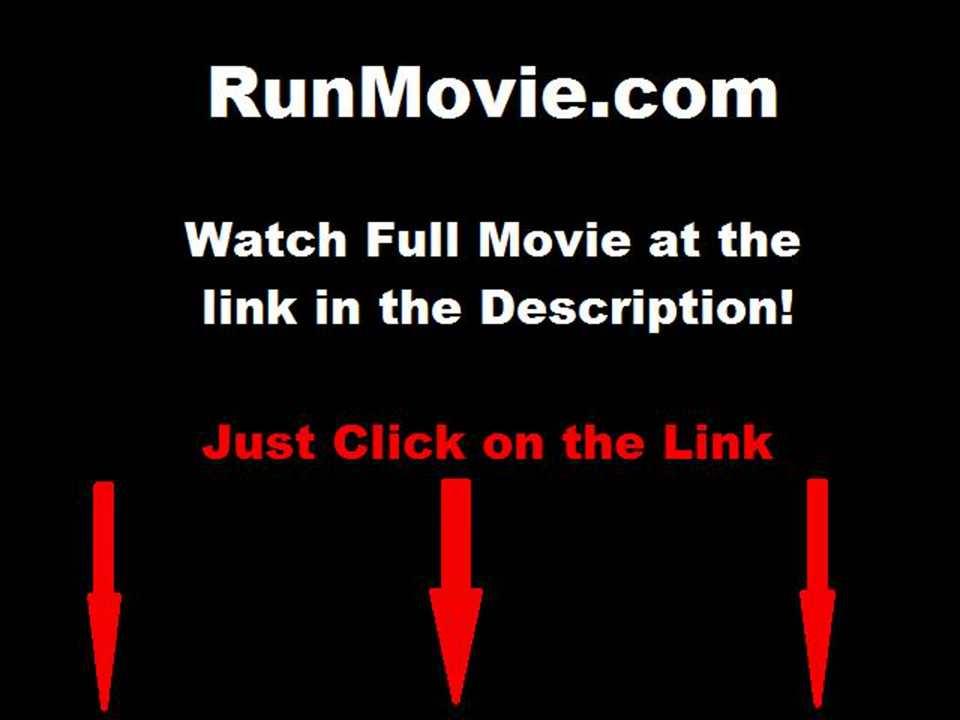 RunMovie.com
Watch Full Movie at the
link in the Description!
Just Click on the Link